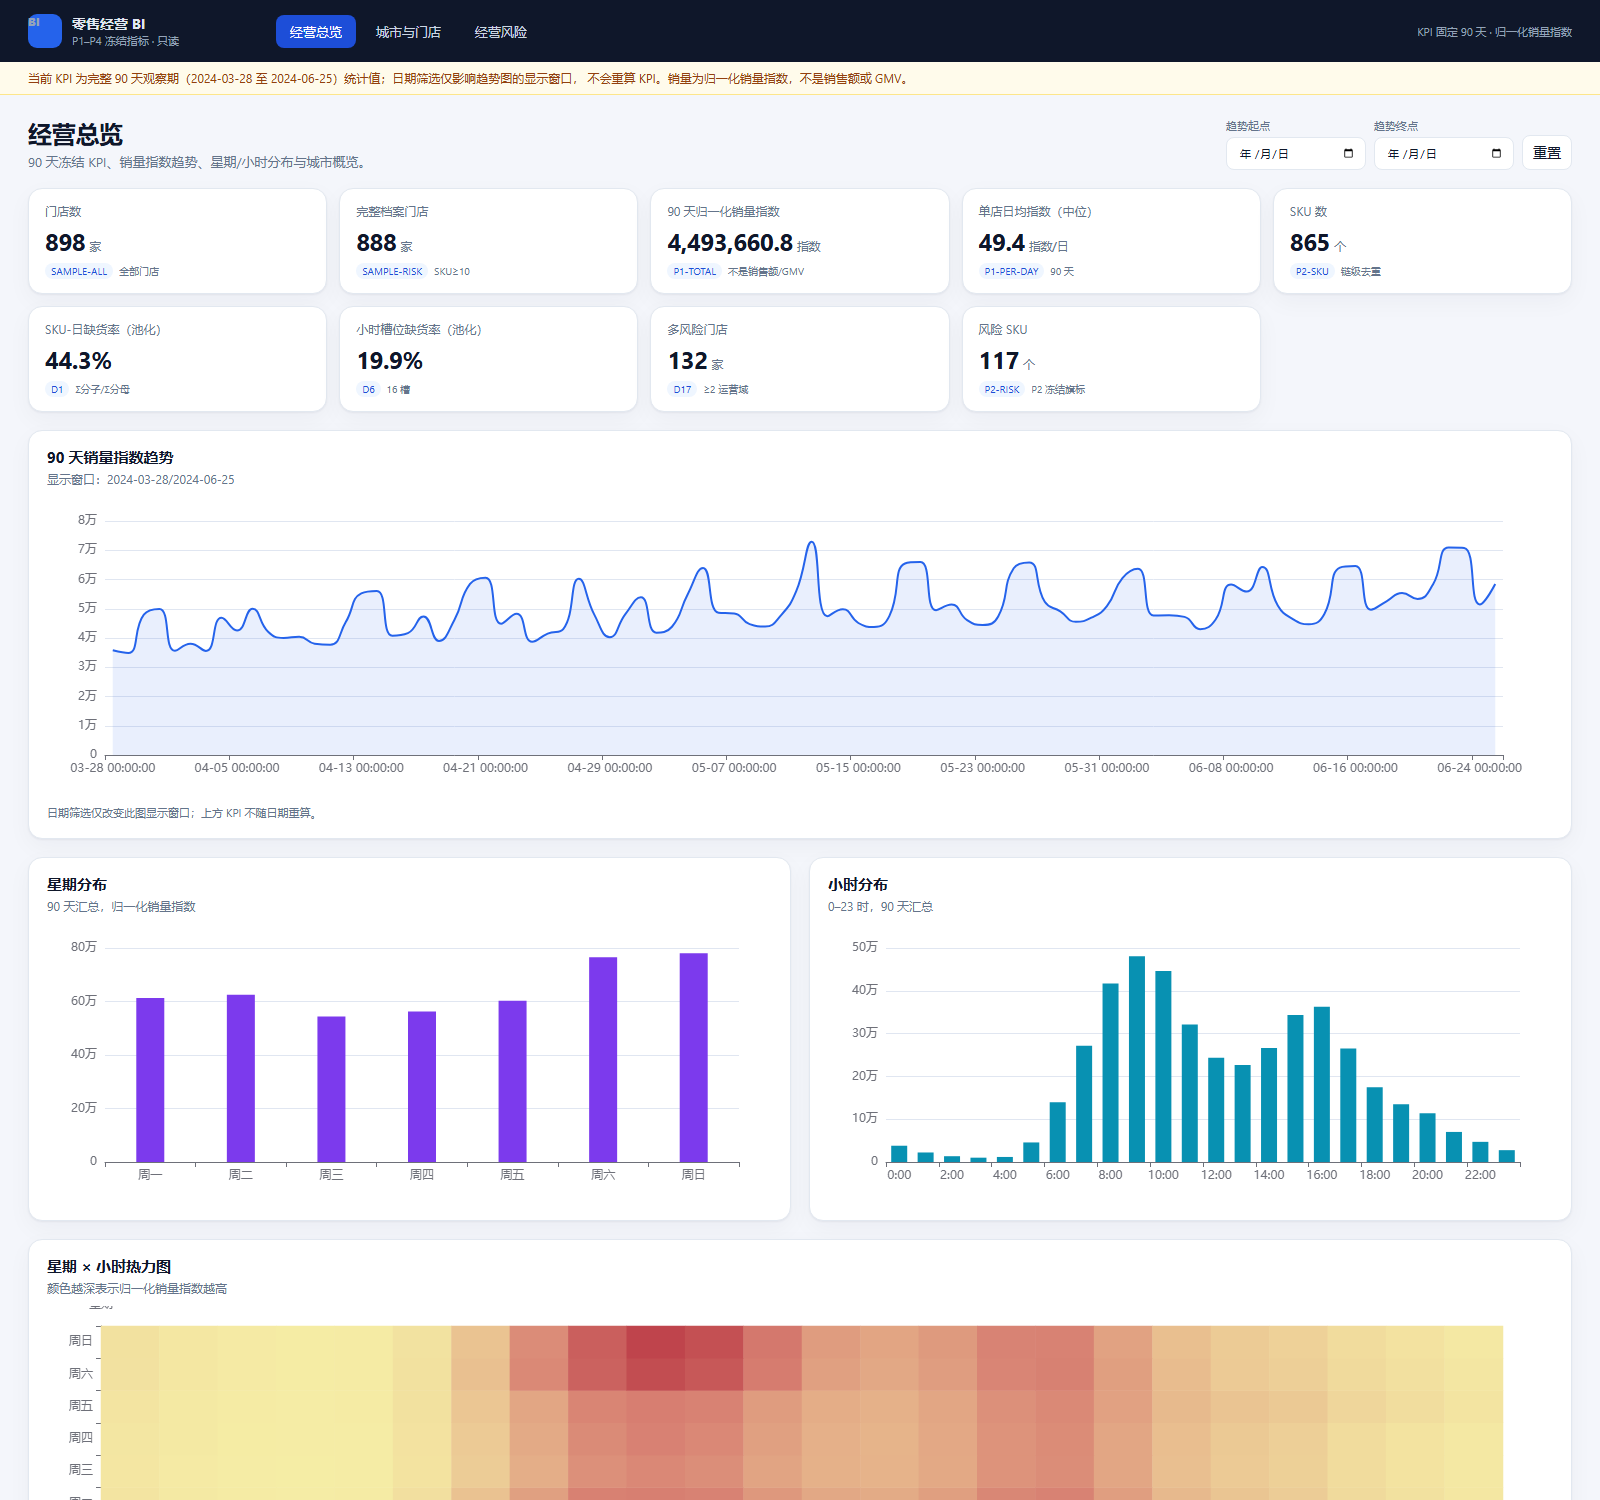 BI
零售经营 BI
P1–P4 冻结指标 · 只读
经营总览
城市与门店
经营风险
KPI 固定 90 天 · 归一化销量指数
当前 KPI 为完整 90 天观察期（2024-03-28 至 2024-06-25）统计值；日期筛选仅影响趋势图的显示窗口， 不会重算 KPI。销量为归一化销量指数，不是销售额或 GMV。
经营总览
90 天冻结 KPI、销量指数趋势、星期/小时分布与城市概览。
趋势起点
年 /月/日
趋势终点
年 /月/日
重置
门店数
898 家
SAMPLE-ALL 全部门店
完整档案门店
888 家
SAMPLE-RISK SKU≥10
90 天归一化销量指数
4,493,660.8 指数
P1-TOTAL 不是销售额/GMV
单店日均指数（中位）
49.4 指数/日
P1-PER-DAY 90 天
SKU 数
865 个
P2-SKU 链级去重
SKU-日缺货率（池化）
44.3%
D1 Σ分子/Σ分母
小时槽位缺货率（池化）
19.9%
D6 16 槽
多风险门店
132 家
D17 ≥2 运营域
风险 SKU
117 个
P2-RISK P2 冻结旗标
90 天销量指数趋势
显示窗口：2024-03-28/2024-06-25
8万
7万
6万
5万
4万
3万
2万
1万
0
03-28 00:00:00 04-05 00:00:00 04-13 00:00:00 04-21 00:00:00 04-29 00:00:00 05-07 00:00:00 05-15 00:00:00 05-23 00:00:00 05-31 00:00:00 06-08 00:00:00 06-16 00:00:00 06-24 00:00:00
日期筛选仅改变此图显示窗口；上方 KPI 不随日期重算。
星期分布
90 天汇总，归一化销量指数
80万
60万
40万
20万
0
周一 周二 周三 周四 周五 周六 周日
小时分布
0–23 时，90 天汇总
50万
40万
30万
20万
10万
0
0:00 2:00 4:00 6:00 8:00 10:00 12:00 14:00 16:00 18:00 20:00 22:00
星期 × 小时热力图
颜色越深表示归一化销量指数越高
周日
周六
周五
周四
周三